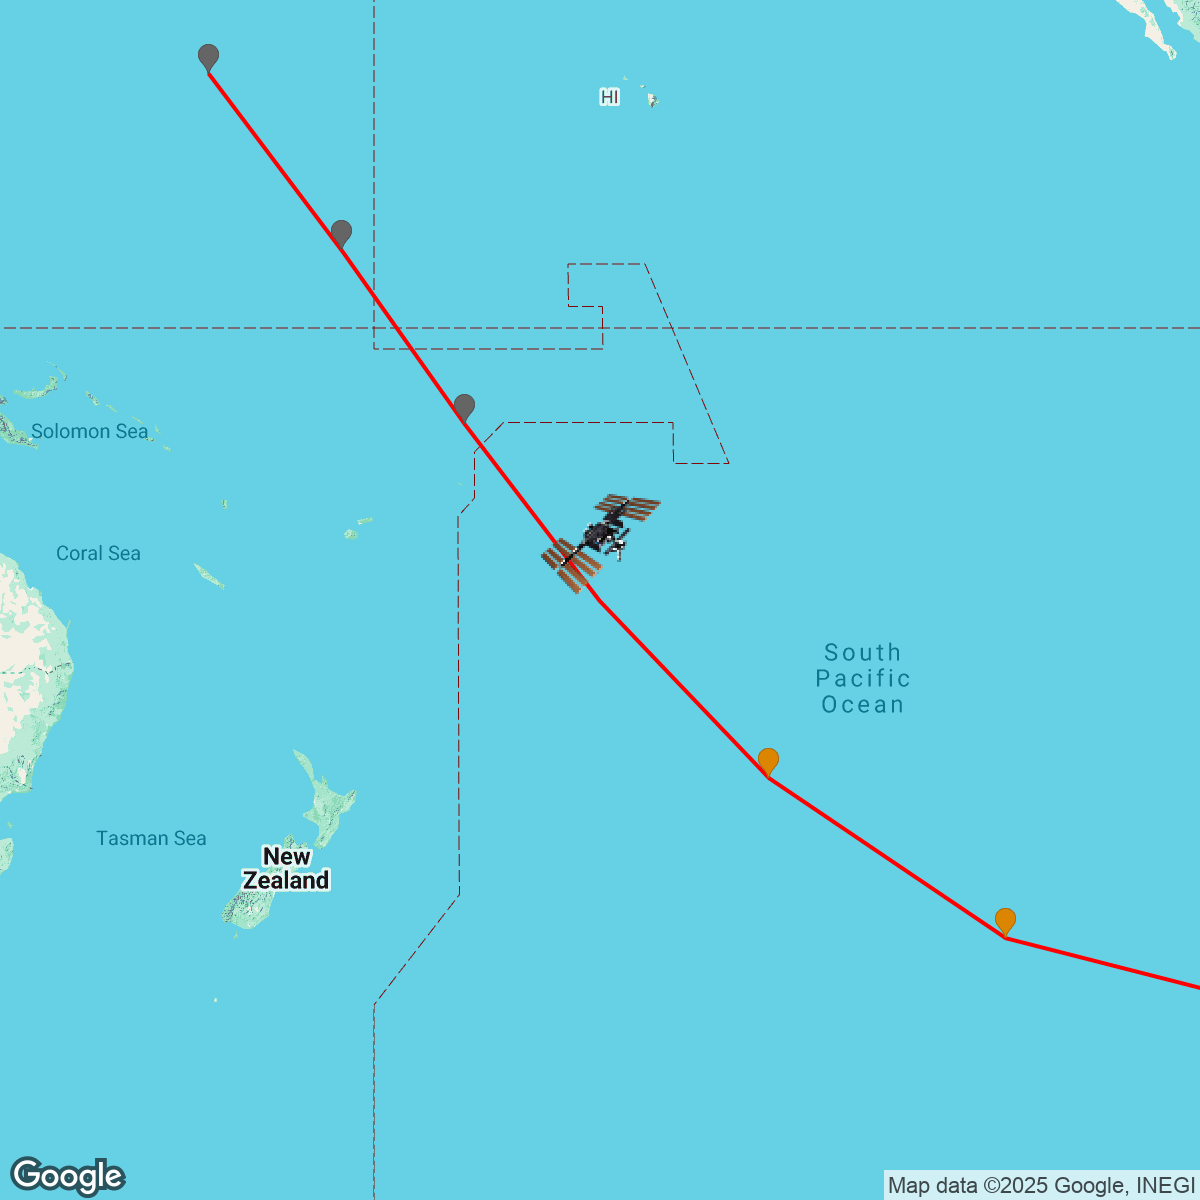 HI
Solomon Sea
Coral Sea
South
Pacific
Ocean
Tasman Sea
New
Zealand
Google
Map data ©2025 Google, INEGI